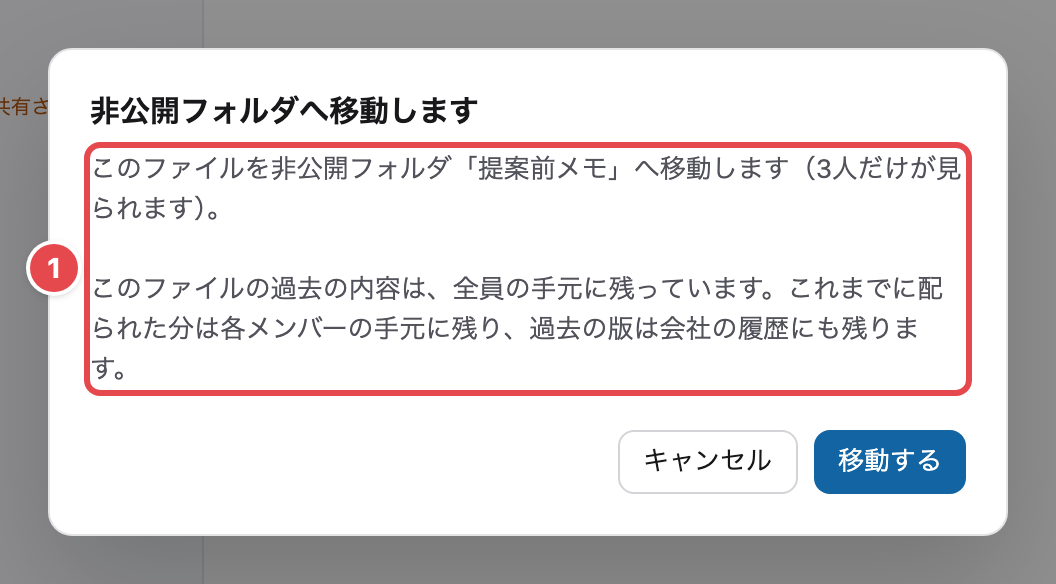 共有さ
非公開フォルダへ移動します
このファイルを非公開フォルダ「提案前メモ」へ移動します（3人だけが見
られます）。
1
このファイルの過去の内容は、全員の手元に残っています。これまでに配
られた分は各メンバーの手元に残り、過去の版は会社の履歴にも残りま
す。
キャンセル
移動する